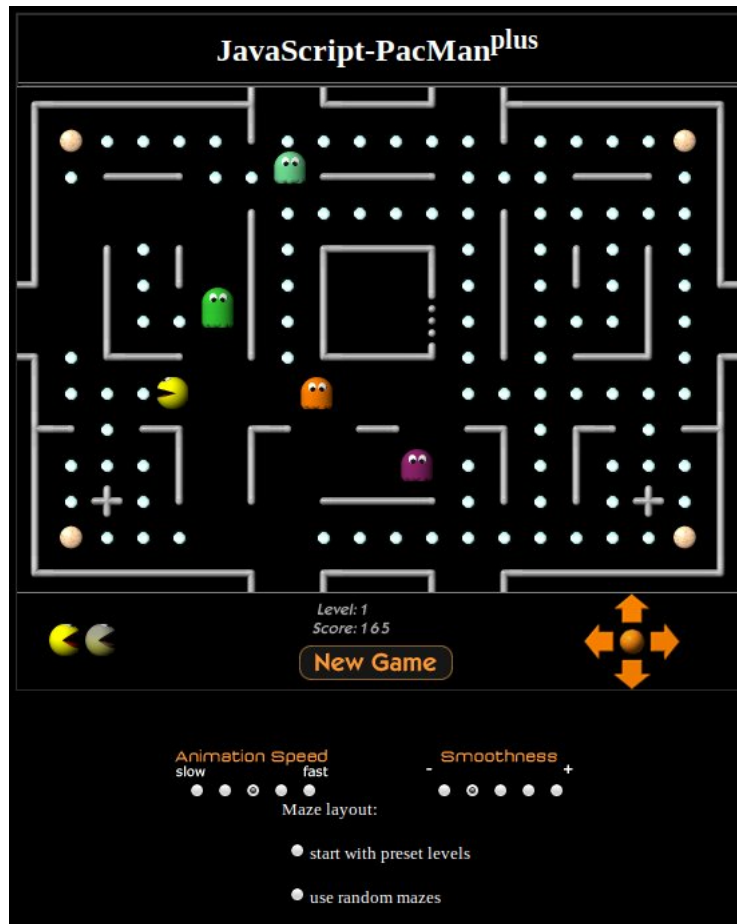 JavaScript-PacManplus
Level: 1
Score: 165
New Game
Animation Speed
slow fast
Smoothness
- +
Maze layout:
start with preset levels
use random mazes